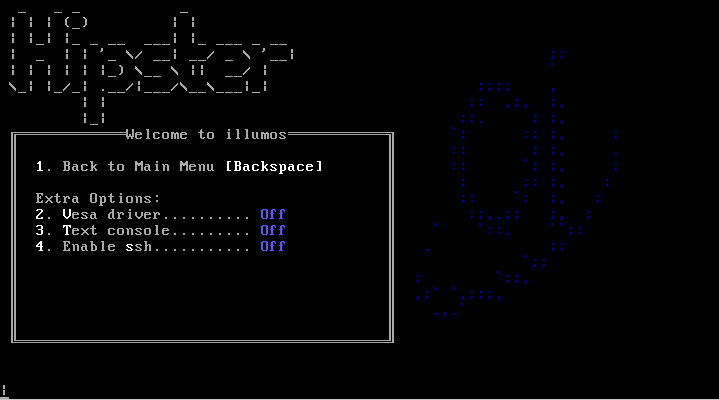 Hipster
Welcome to illumos
1. Back to Main Menu [Backspace]
Extra Options:
2. Vesa driver.......... Off
3. Text console......... Off
4. Enable ssh........... Off